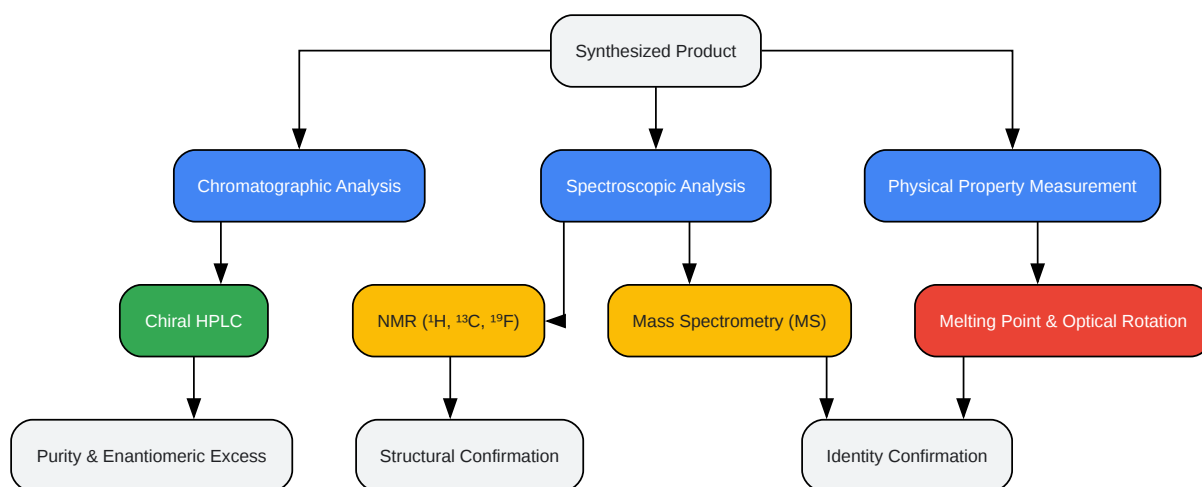 Synthesized Product
Chromatographic Analysis
Spectroscopic Analysis
Physical Property Measurement
Chiral HPLC
NMR (¹H, ¹³C, ¹⁹F)
Mass Spectrometry (MS)
Melting Point & Optical Rotation
Purity & Enantiomeric Excess
Structural Confirmation
Identity Confirmation